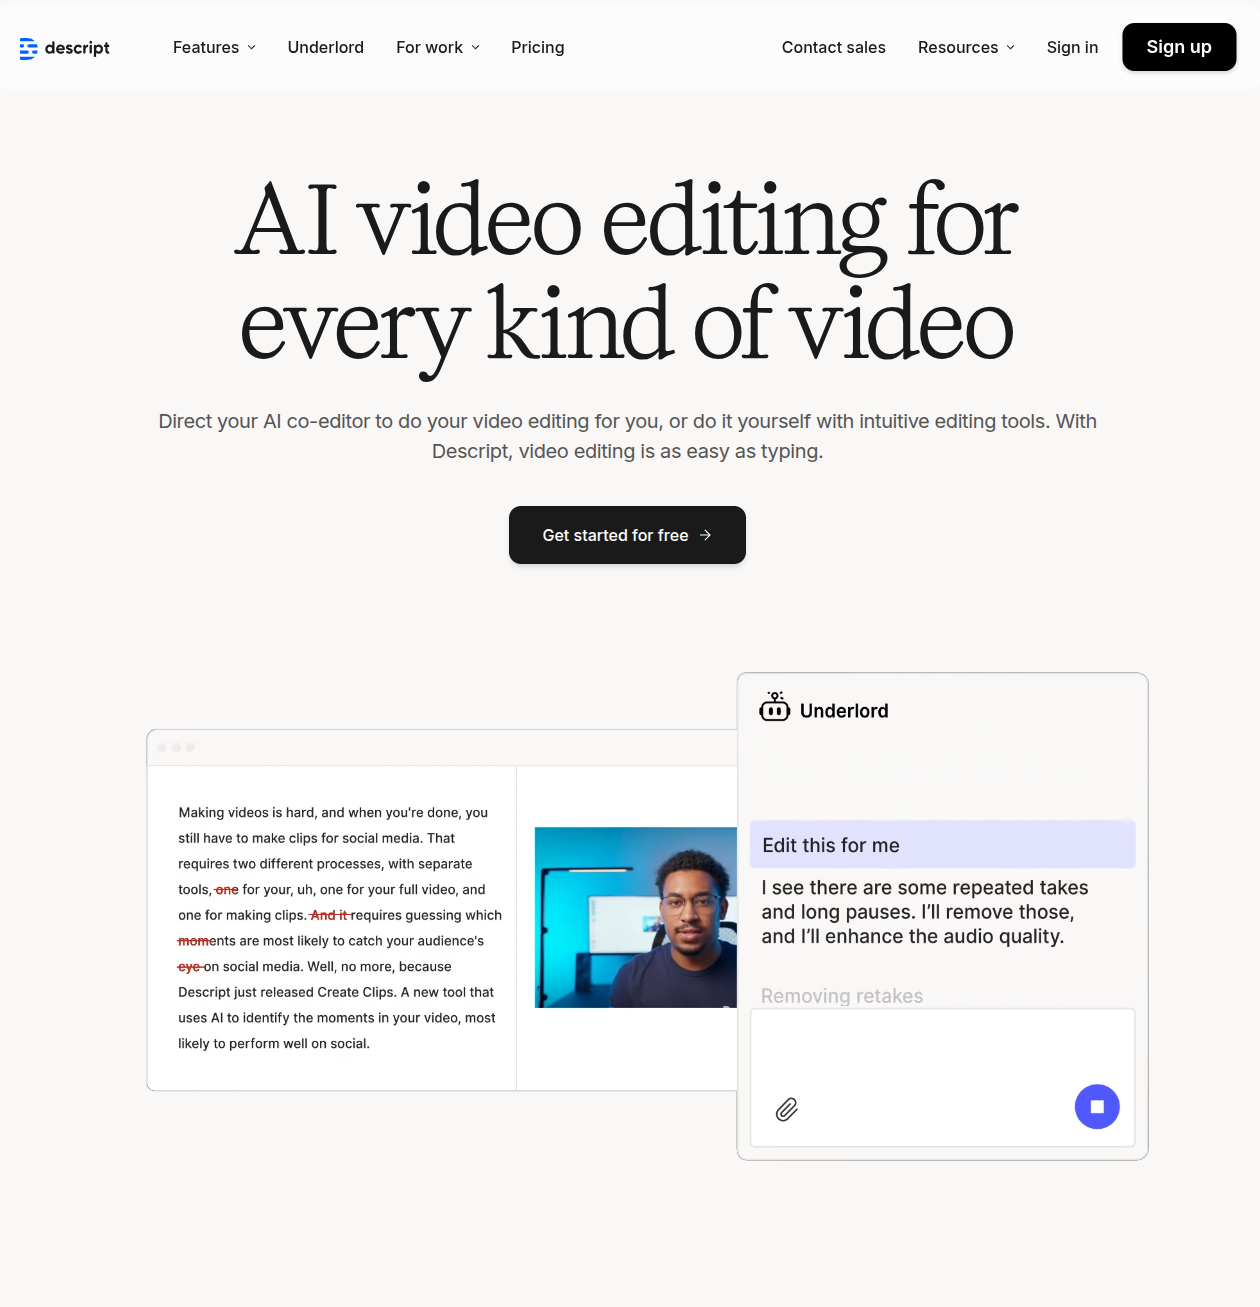 descript
Features
Underlord
For work
Pricing
Contact sales
Resources
Sign in
Sign up
AI video editing for
every kind of video
Direct your AI co-editor to do your video editing for you, or do it yourself with intuitive editing tools. With
Descript, video editing is as easy as typing.
Get started for free →
Making videos is hard, and when you're done, you
still have to make clips for social media. That
requires two different processes, with separate
tools, one for your, uh, one for your full video, and
one for making clips. And it requires guessing which
moments are most likely to catch your audience's
eye on social media. Well, no more, because
Descript just released Create Clips. A new tool that
uses AI to identify the moments in your video, most
likely to perform well on social.
Underlord
Edit this for me
I see there are some repeated takes
and long pauses. I’ll remove those,
and I’ll enhance the audio quality.
Removing retakes